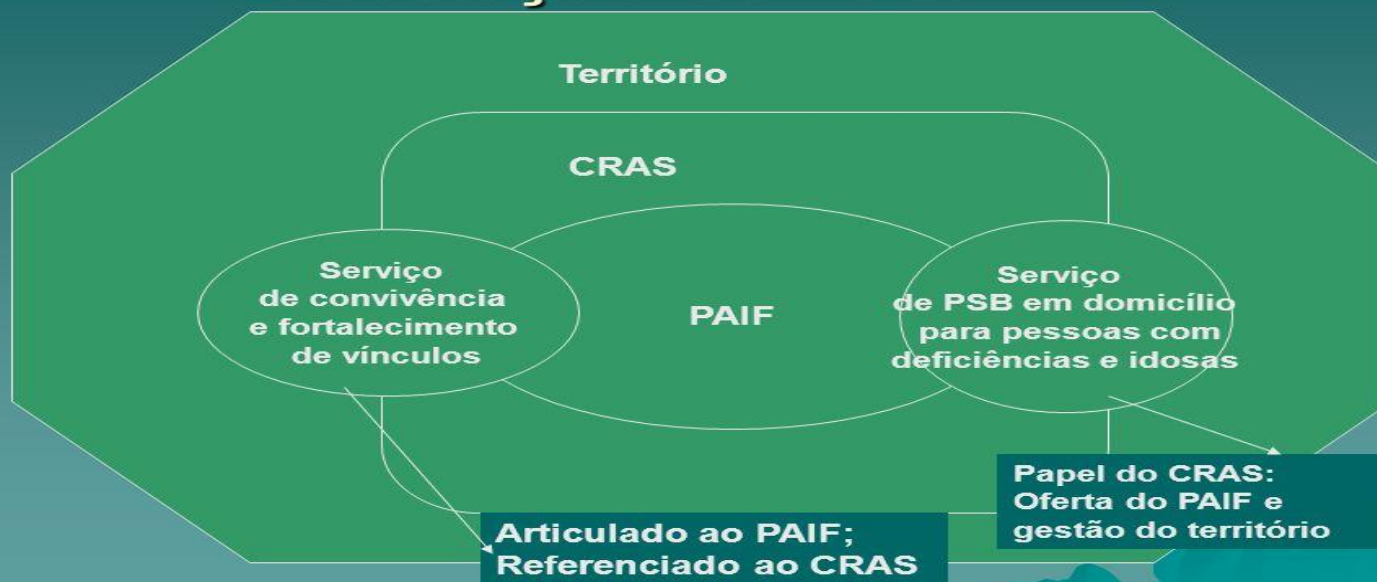 Território
CRAS
Serviço
de convivência
e fortalecimento
de vínculos
PAIF
Serviço
de PSB em domicílio
para pessoas com
deficiências e idosas
Papel do CRAS:
Oferta do PAIF e
gestão do território
Articulado ao PAIF;
Referenciado ao CRAS